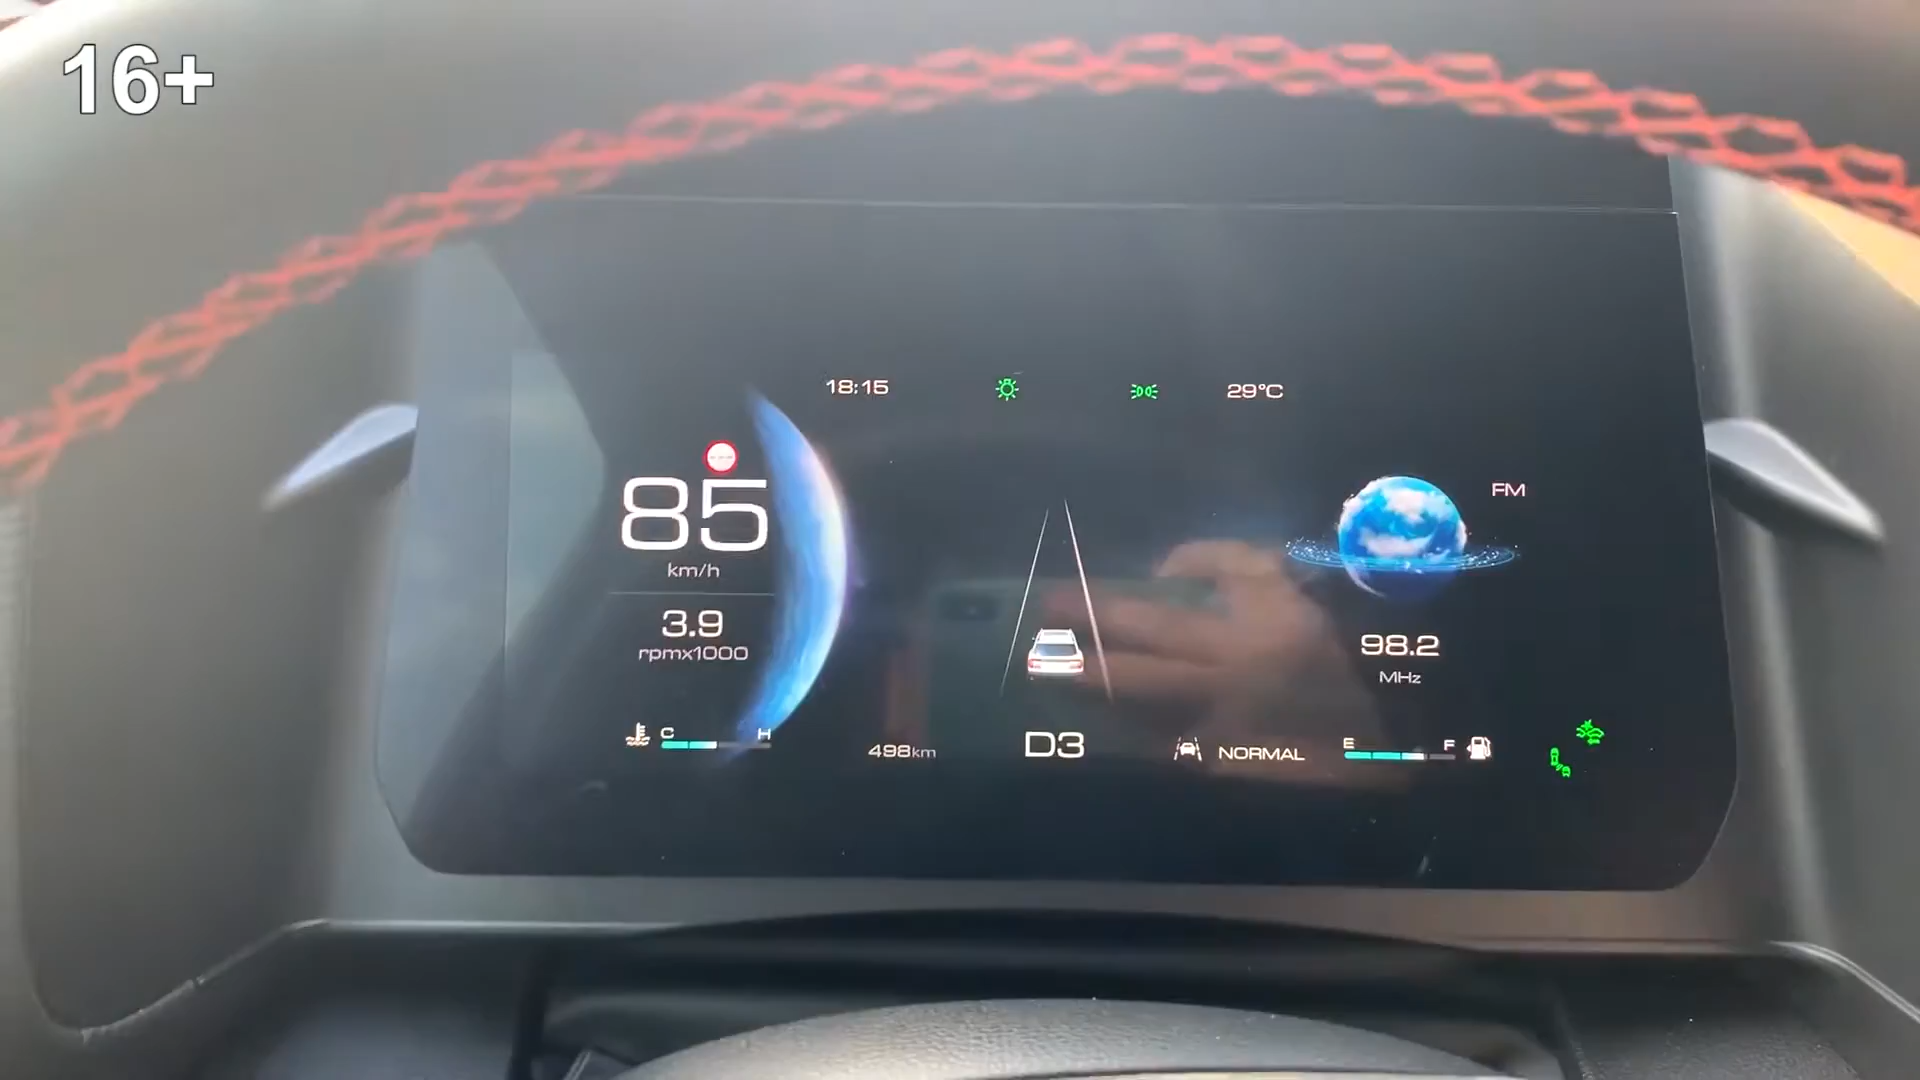 16+
18:15
29°C
85
km/h
3.9
rpmx1000
FM
98.2
MHz
C H
498km
D3
NORMAL
E F